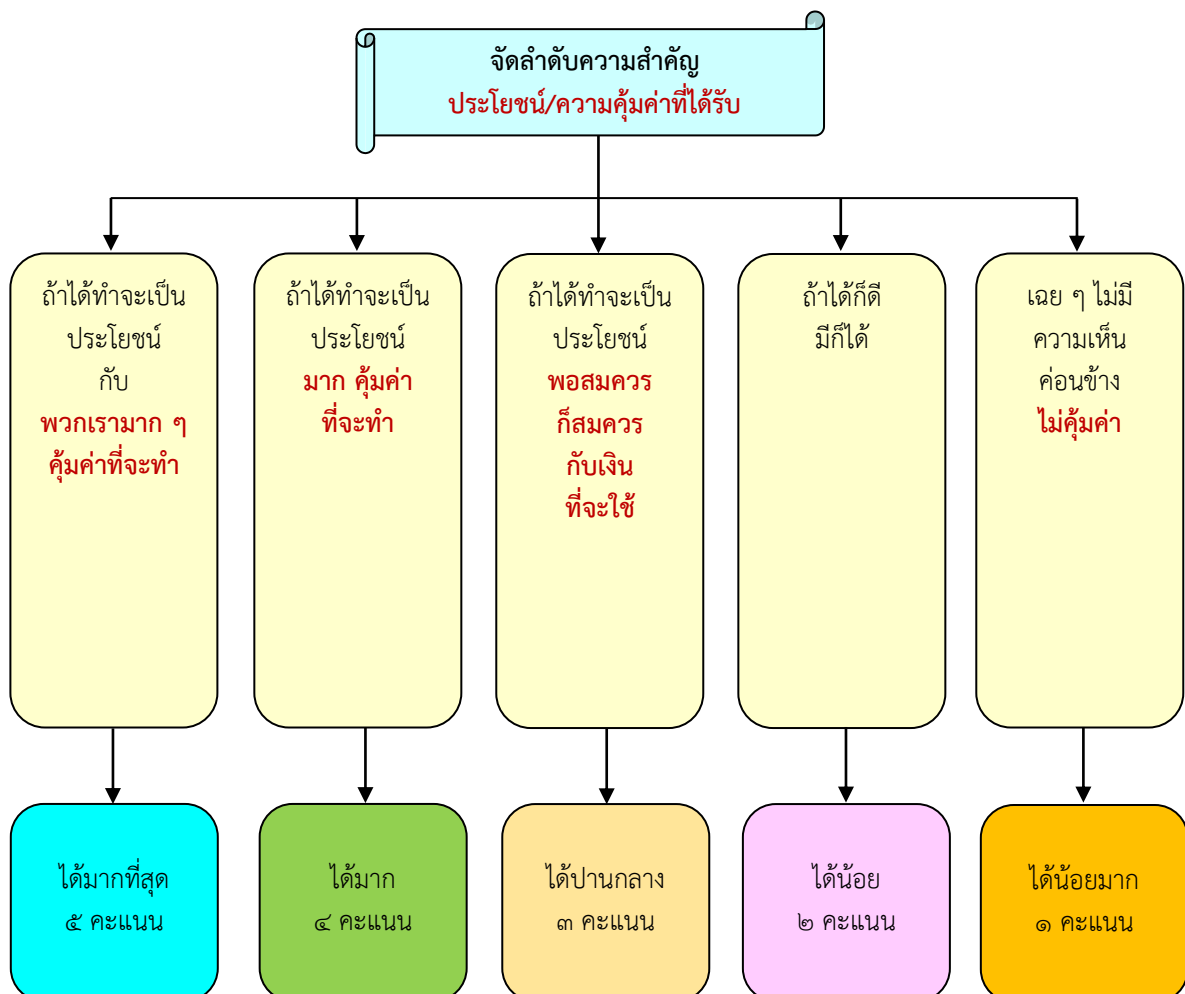 จัดลำดับความสำคัญ
ประโยชน์/ความคุ้มค่าที่ได้รับ
ถ้าได้ทำจะเป็น
ประโยชน์
กับ
พวกเรามาก ๆ
คุ้มค่าที่จะทำ
ถ้าได้ทำจะเป็น
ประโยชน์
มาก คุ้มค่า
ที่จะทำ
ถ้าได้ทำจะเป็น
ประโยชน์
พอสมควร
ก็สมควร
กับเงิน
ที่จะใช้
ถ้าได้ก็ดี
มีก็ได้
เฉย ๆ ไม่มี
ความเห็น
ค่อนข้าง
ไม่คุ้มค่า
ได้มากที่สุด
๕ คะแนน
ได้มาก
๔ คะแนน
ได้ปานกลาง
๓ คะแนน
ได้น้อย
๒ คะแนน
ได้น้อยมาก
๑ คะแนน